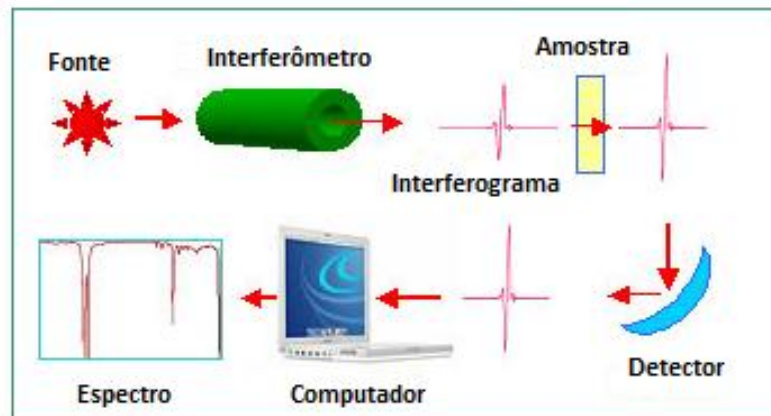 Fonte
Interferômetro
Amostra
Interferograma
Espectro
Computador
Detector